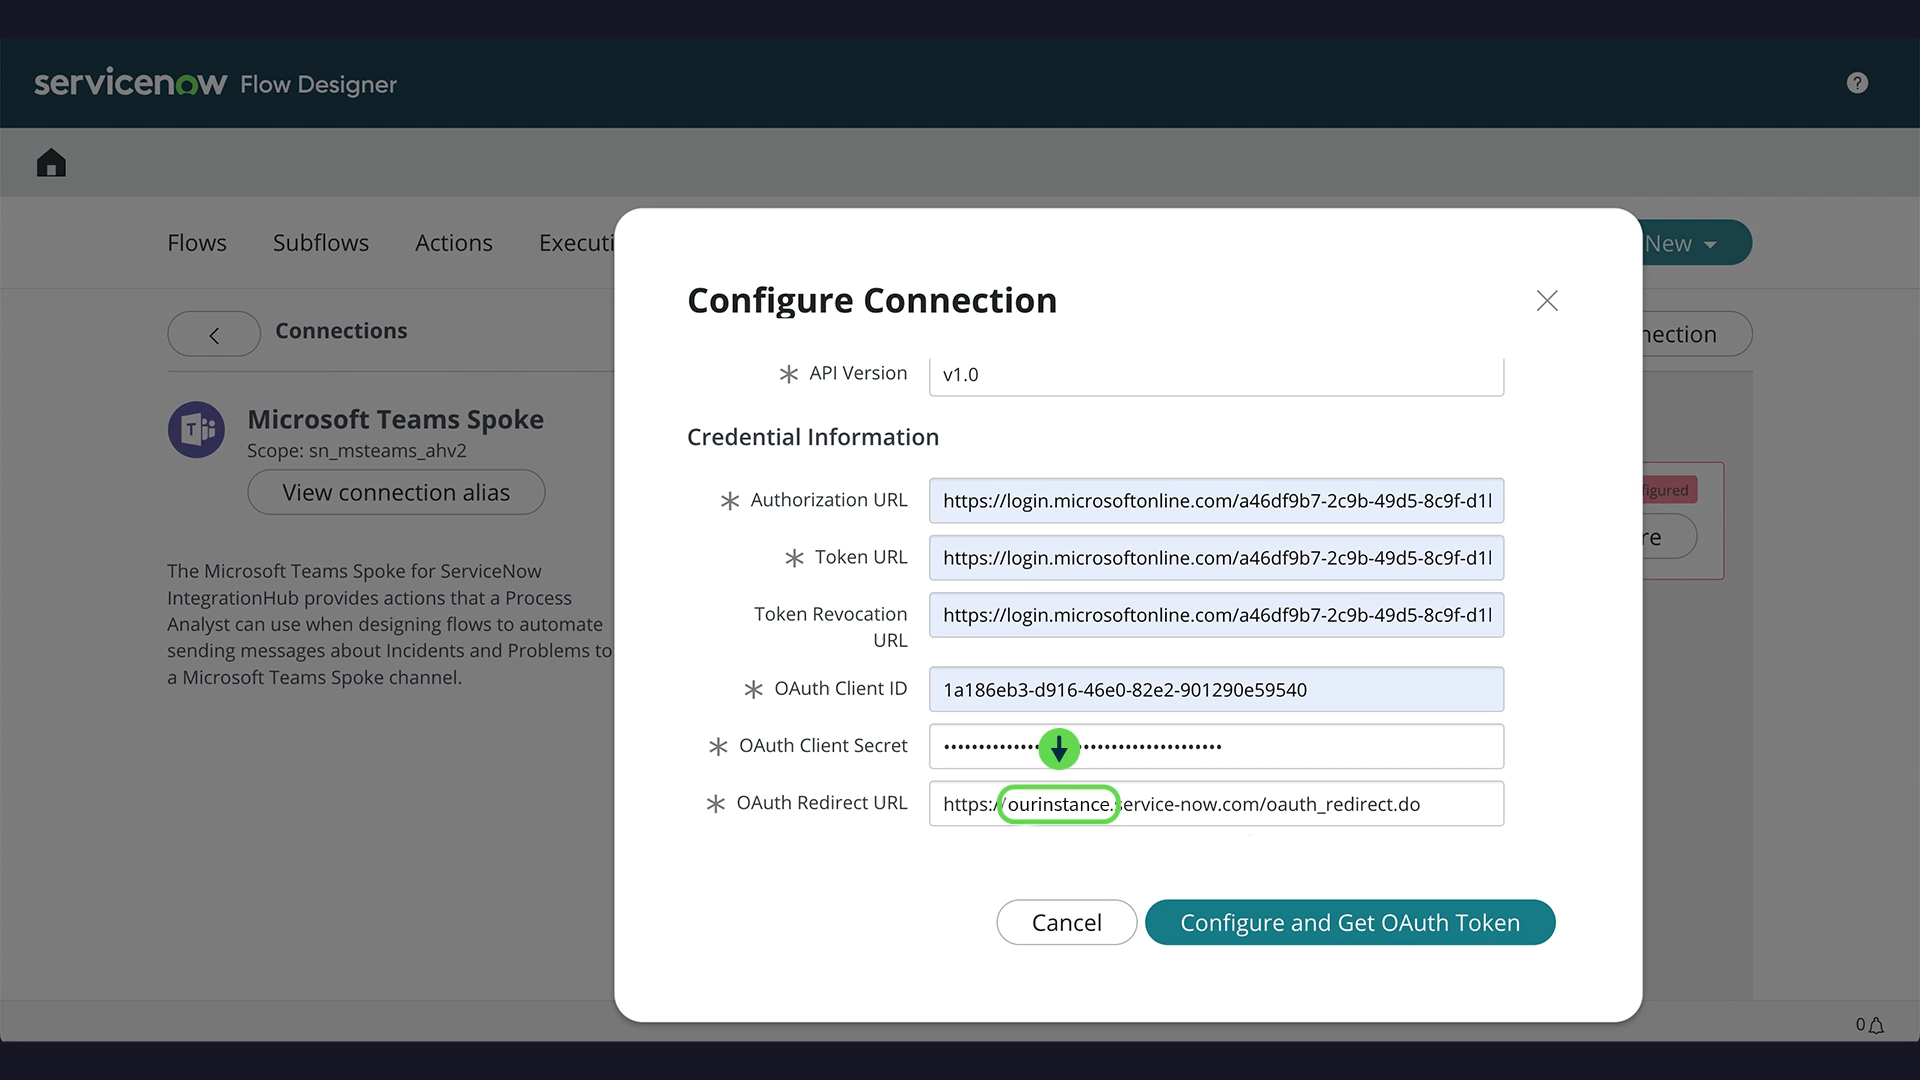 servicenow Flow Designer
?
Flows Subflows Actions Executi
New
Connections
nection
Microsoft Teams Spoke
Scope: sn_msteams_ahv2
View connection alias
The Microsoft Teams Spoke for ServiceNow
IntegrationHub provides actions that a Process
Analyst can use when designing flows to automate
sending messages about Incidents and Problems to
a Microsoft Teams Spoke channel.
figured
re
Configure Connection
* API Version v1.0
Credential Information
* Authorization URL https://login.microsoftonline.com/a46df9b7-2c9b-49d5-8c9f-d1
* Token URL https://login.microsoftonline.com/a46df9b7-2c9b-49d5-8c9f-d1
Token Revocation https://login.microsoftonline.com/a46df9b7-2c9b-49d5-8c9f-d1
URL
* OAuth Client ID 1a186eb3-d916-46e0-82e2-901290e59540
* OAuth Client Secret
* OAuth Redirect URL https://ourinstance.service-now.com/oauth_redirect.do
Cancel Configure and Get OAuth Token
0